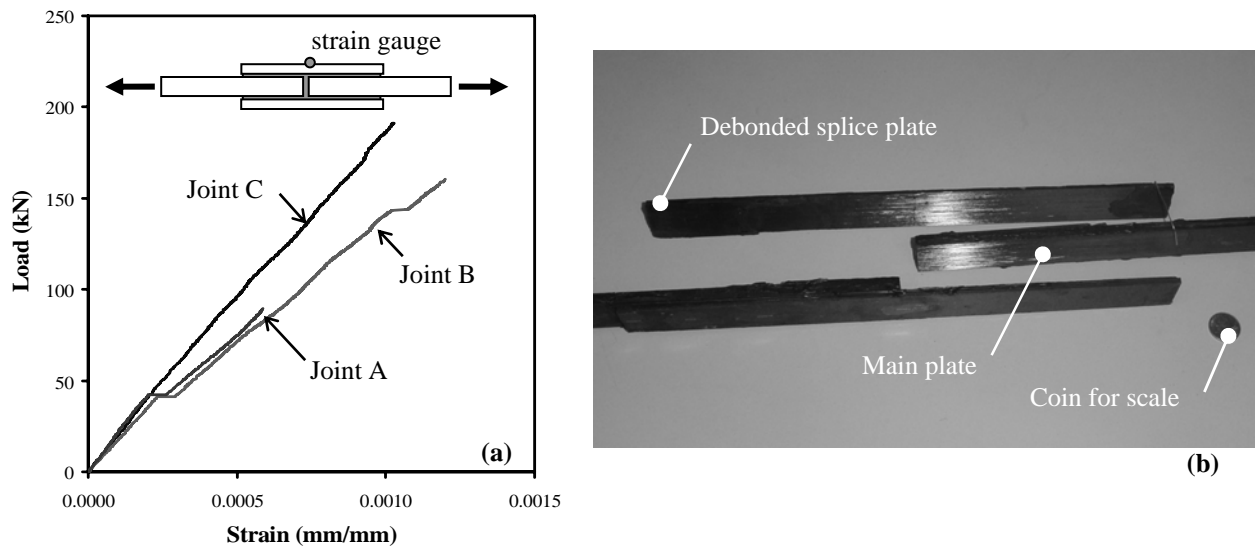 250
200
150
100
50
0
0.0000
0.0005
0.0010
0.0015
Load (kN)
Strain (mm/mm)
strain gauge
Joint C
Joint B
Joint A
(a)
Debonded splice plate
Main plate
Coin for scale
(b)